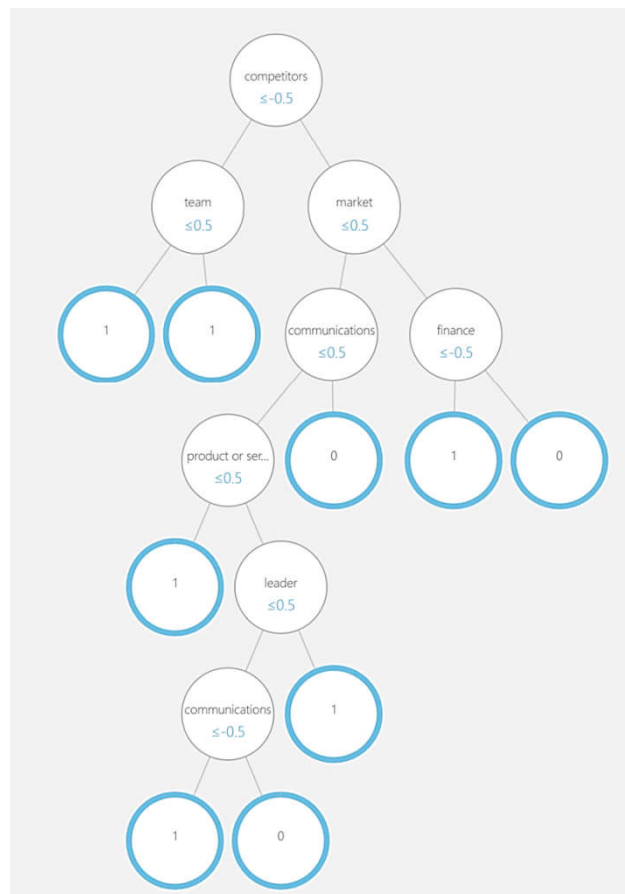 competitors
≤-0.5
team
≤0.5
market
≤0.5
1
1
communications
≤0.5
finance
≤-0.5
product or ser...
≤0.5
0
1
0
1
leader
≤0.5
communications
≤-0.5
1
1
0